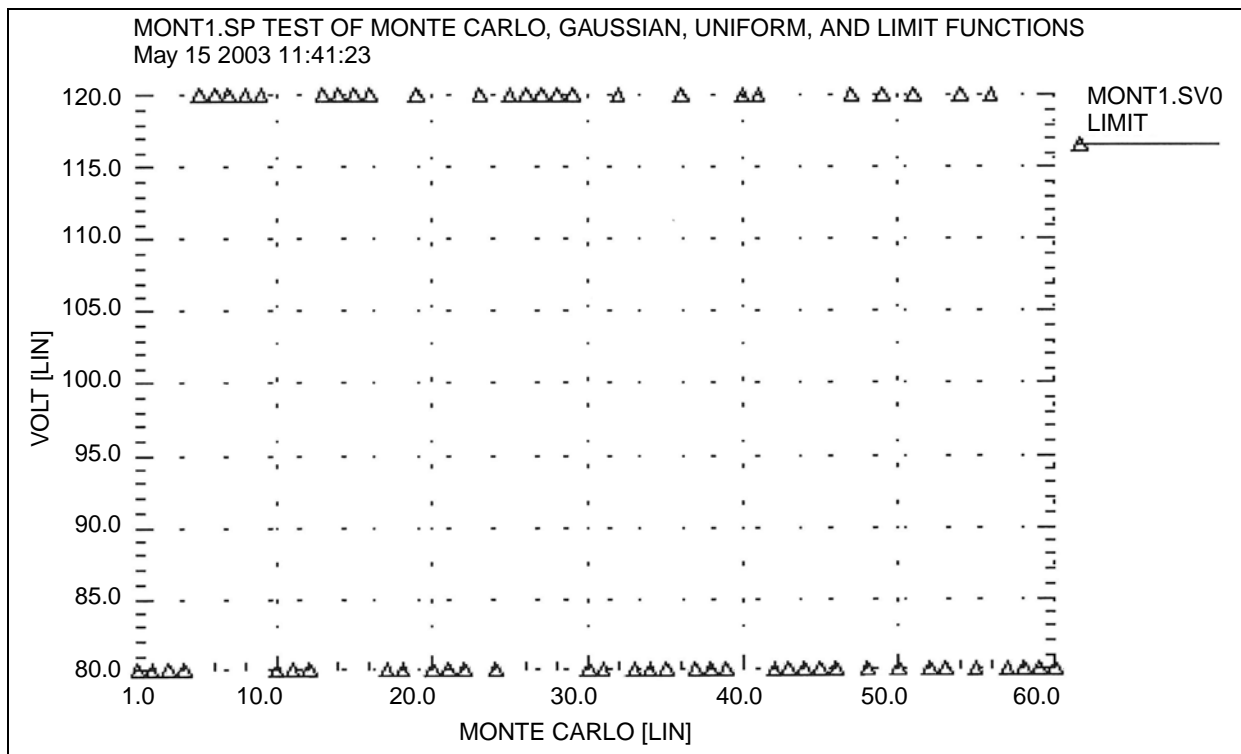 MONT1.SP TEST OF MONTE CARLO, GAUSSIAN, UNIFORM, AND LIMIT FUNCTIONS
May 15 2003 11:41:23
MONT1.SV0
LIMIT
VOLT [LIN]
120.0
115.0
110.0
105.0
100.0
95.0
90.0
85.0
80.0
1.0 10.0 20.0 30.0 40.0 50.0 60.0
MONTE CARLO [LIN]